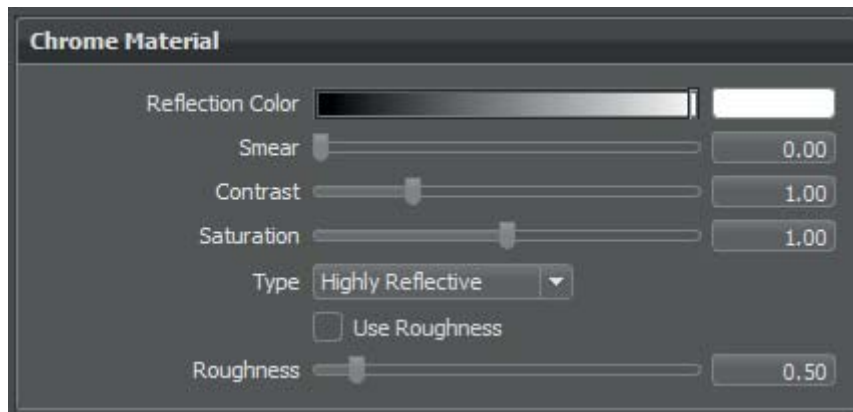 Chrome Material
Reflection Color
Smear 0.00
Contrast 1.00
Saturation 1.00
Type Highly Reflective
Use Roughness
Roughness 0.50